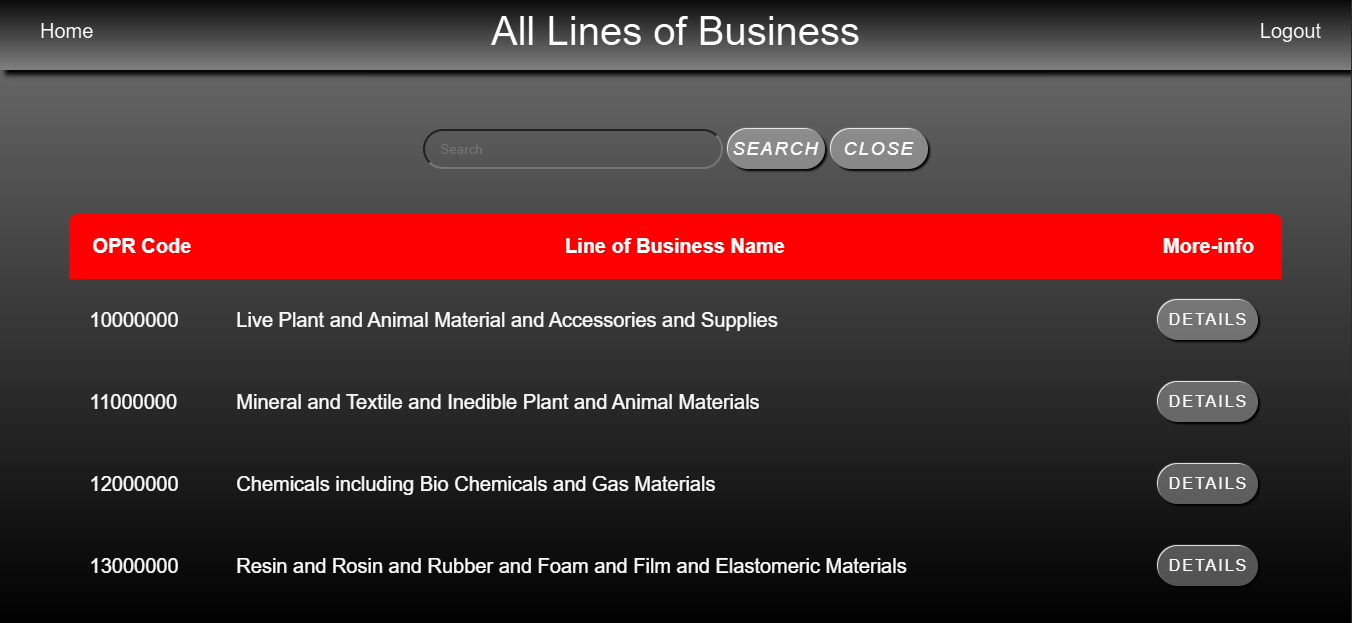 Home All Lines of Business Logout
Search SEARCH CLOSE
OPR Code Line of Business Name More-info
10000000 Live Plant and Animal Material and Accessories and Supplies DETAILS
11000000 Mineral and Textile and Inedible Plant and Animal Materials DETAILS
12000000 Chemicals including Bio Chemicals and Gas Materials DETAILS
13000000 Resin and Rosin and Rubber and Foam and Film and Elastomeric Materials DETAILS